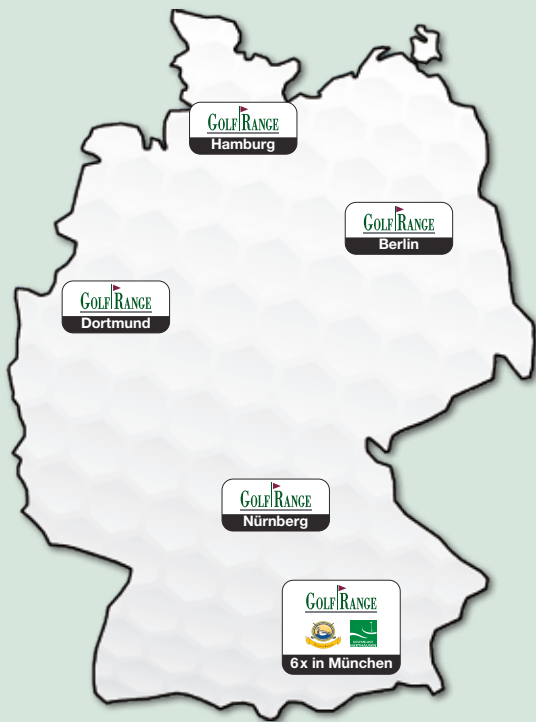 GOLF RANGE
Hamburg
GOLF RANGE
Berlin
GOLF RANGE
Dortmund
GOLF RANGE
Nürnberg
GOLF RANGE
6x in München